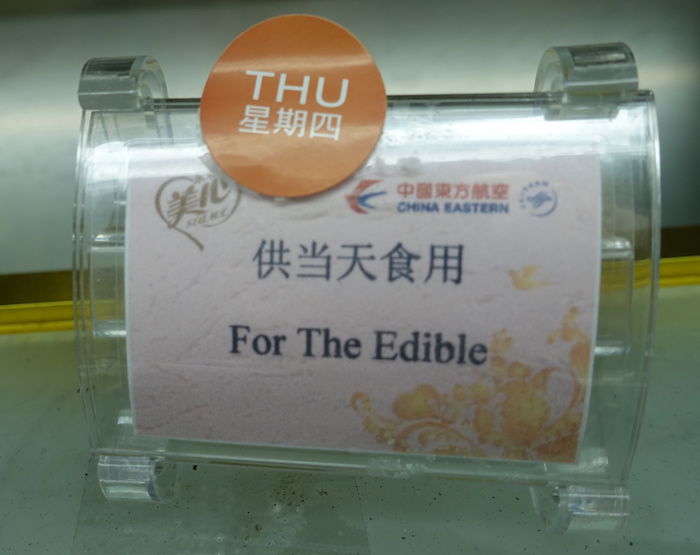 THU
星期四
美心
中國東方航空
CHINA EASTERN
供当天食用
For The Edible